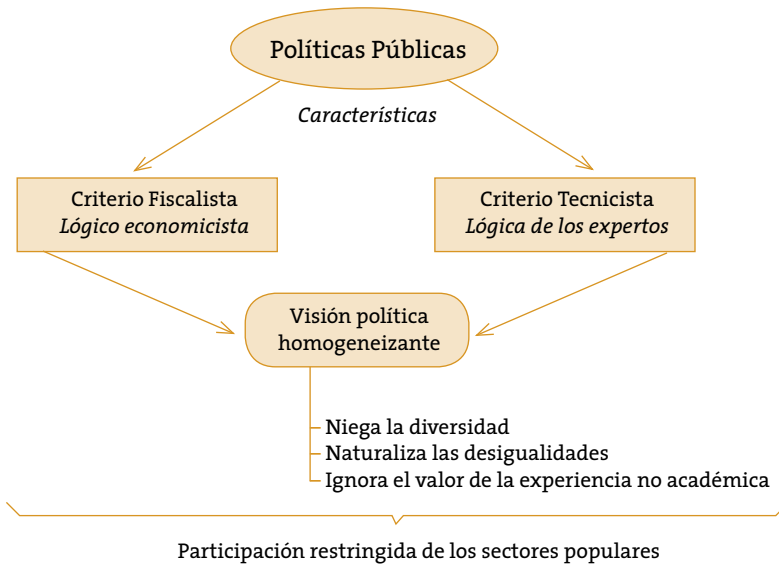 Políticas Públicas
Características
Criterio Fiscalista
Lógico economicista
Criterio Tecnicista
Lógica de los expertos
Visión política
homogeneizante
Niega la diversidad
Naturaliza las desigualdades
Ignora el valor de la experiencia no académica
Participación restringida de los sectores populares